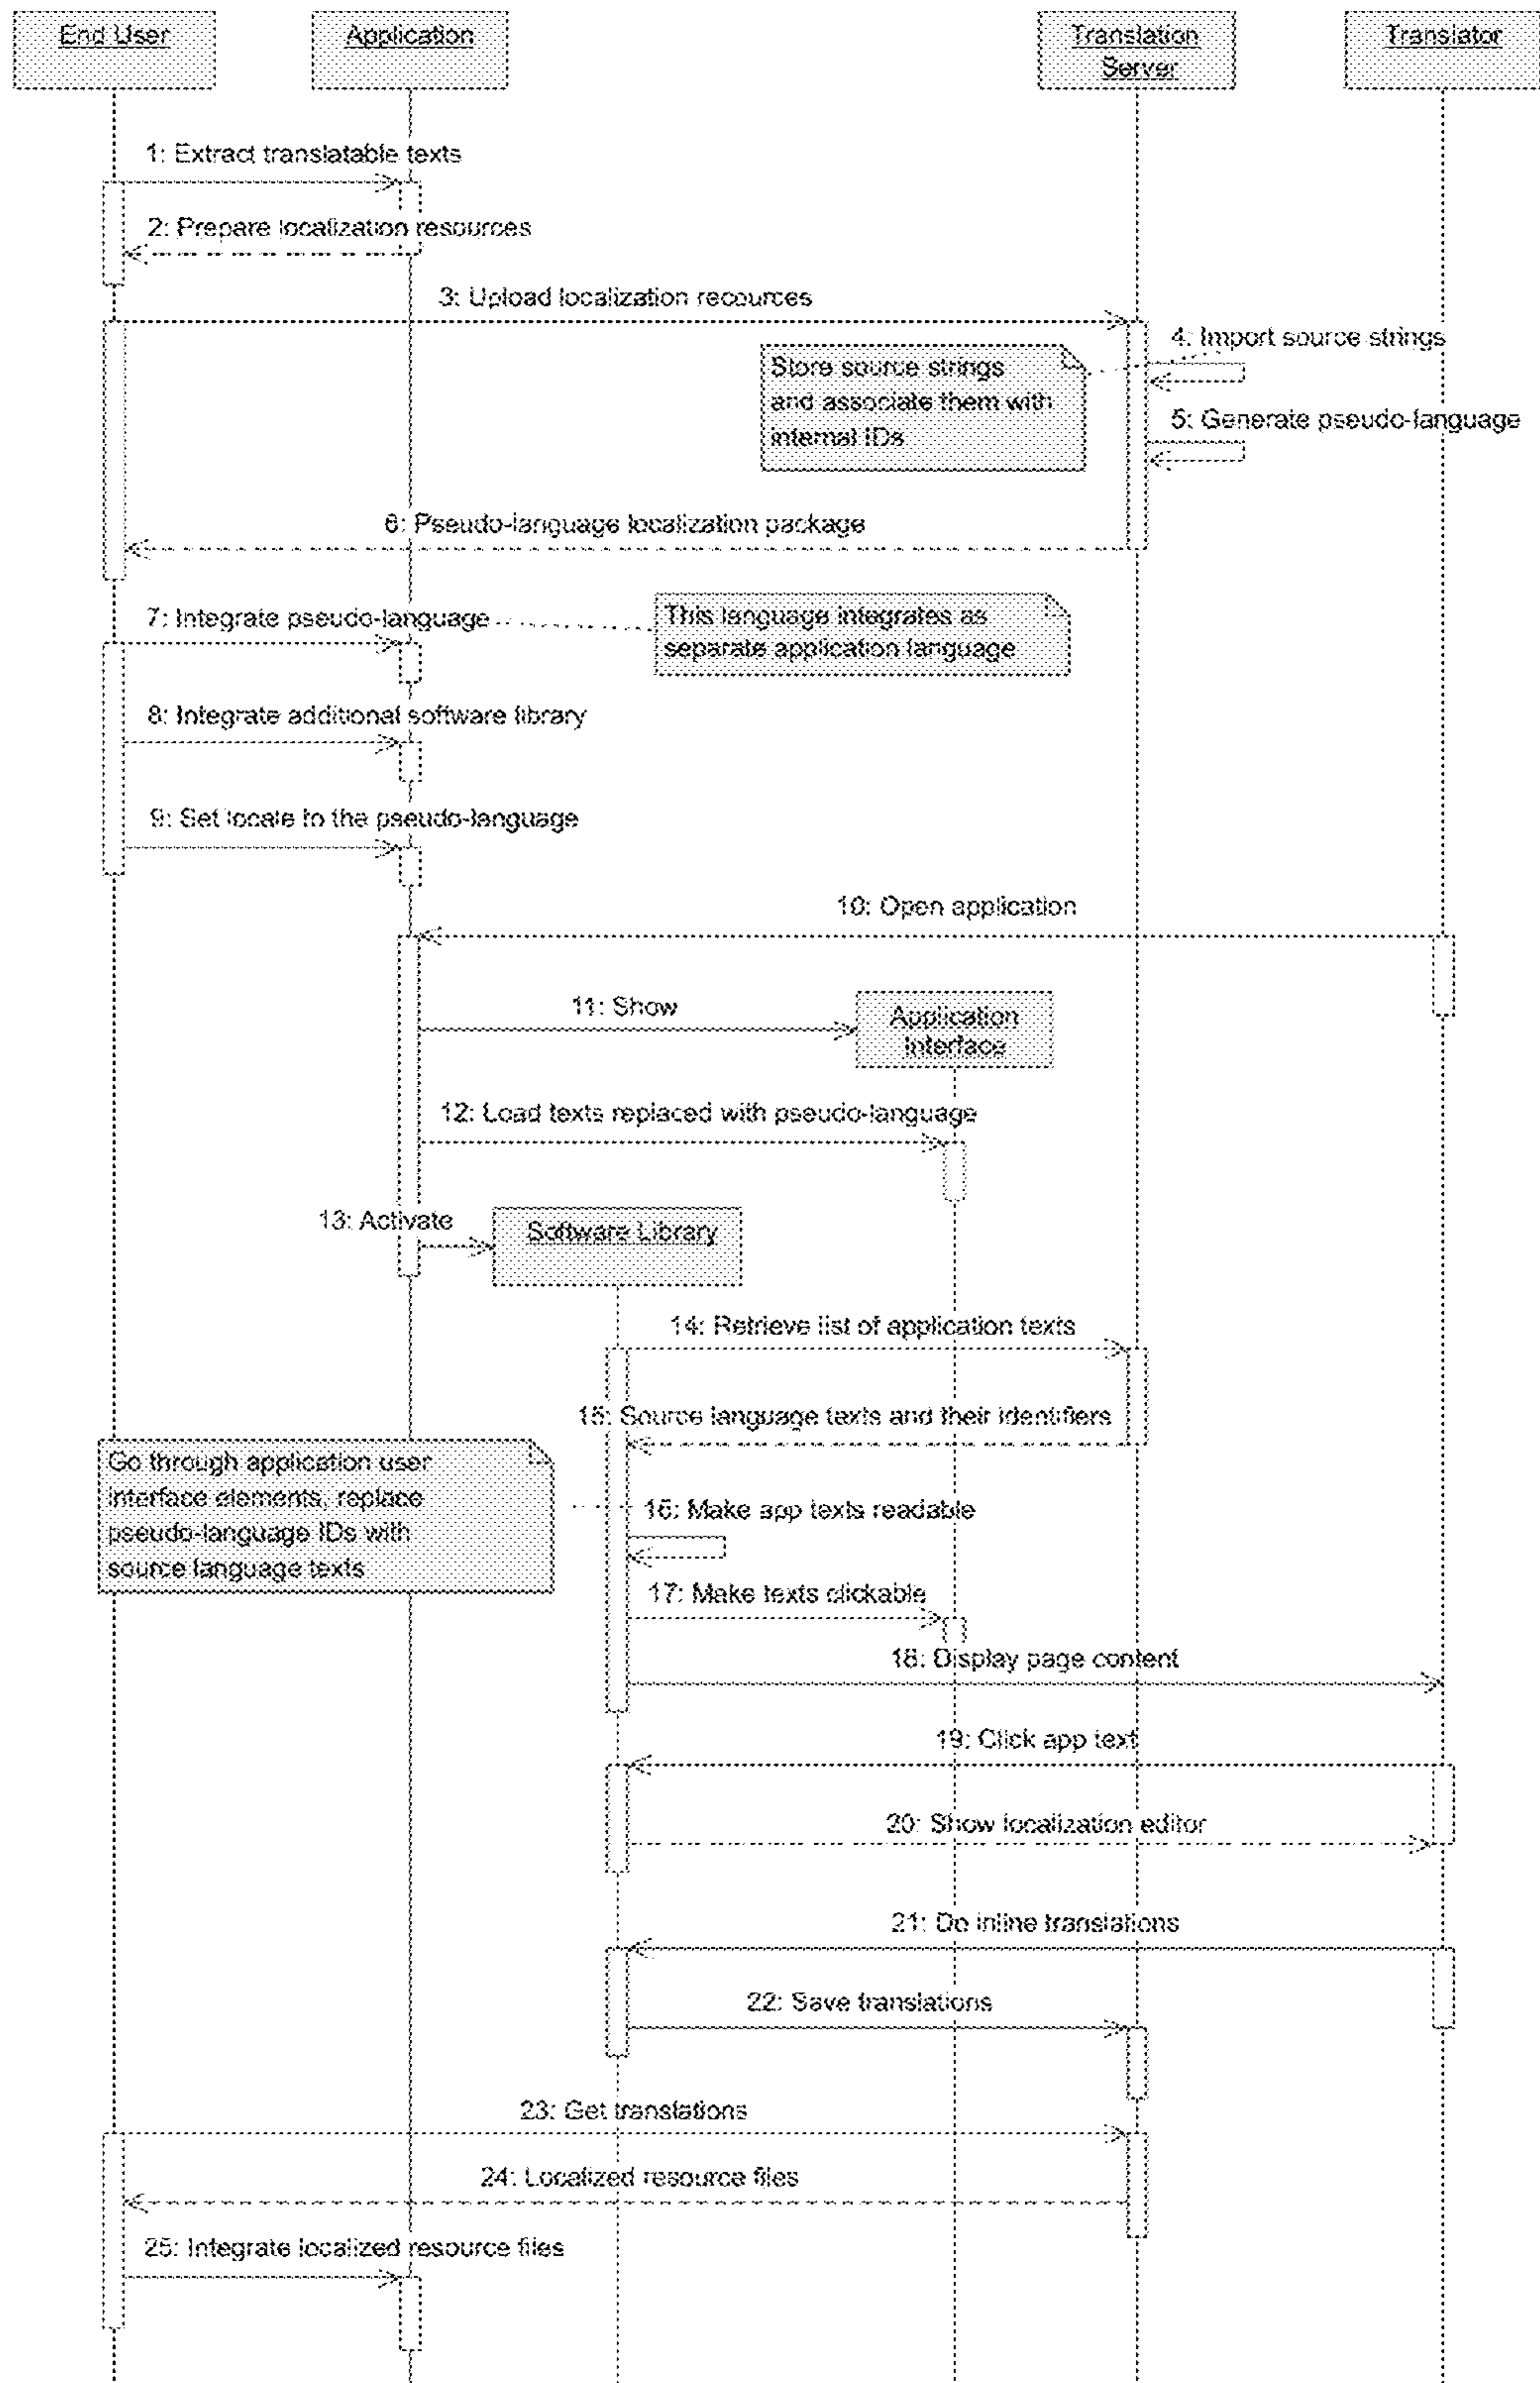 End User
Application
Translation
Server
Translator
1: Extract translatable texts
2: Prepare localization resources
3: Upload localization recources
4: Import source strings
Store source strings
and associate them with
internal IDs
5: Generate pseudo-language
6: Pseudo-language localization package
7: Integrate pseudo-language
This language integrates as
separate application language
8: Integrate additional software library
9: Set locale to the pseudo-language
10: Open application
11: Show
Application
Interface
12: Load texts replaced with pseudo-language
13: Activate
Software Library
14: Retrieve list of application texts
15: Source language texts and their identifiers
Go through application user
interface elements, replace
pseudo-language IDs with
source language texts
16: Make app texts readable
17: Make texts clickable
18: Display page content
19: Click app text
20: Show localization editor
21: Do inline translations
22: Save translations
23: Get translations
24: Localized resource files
25: Integrate localized resource files